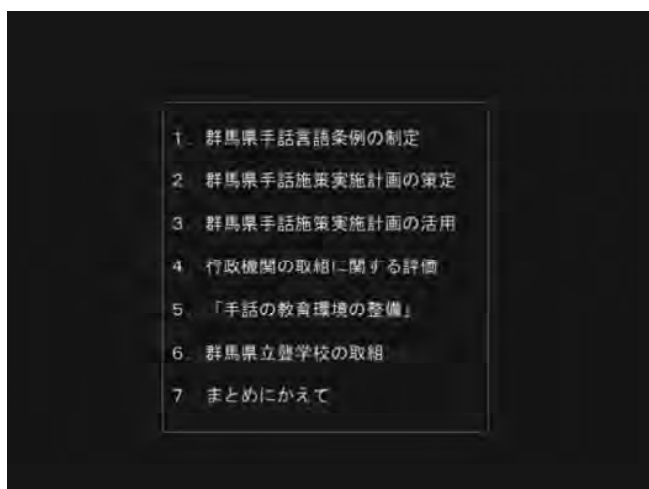 1. 群馬県手話言語条例の制定
2. 群馬県手話施策実施計画の策定
3. 群馬県手話施策実施計画の活用
4. 行政機関の取組に関する評価
5. 「手話の教育環境の整備」
6. 群馬県立聾学校の取組
7. まとめにかえて